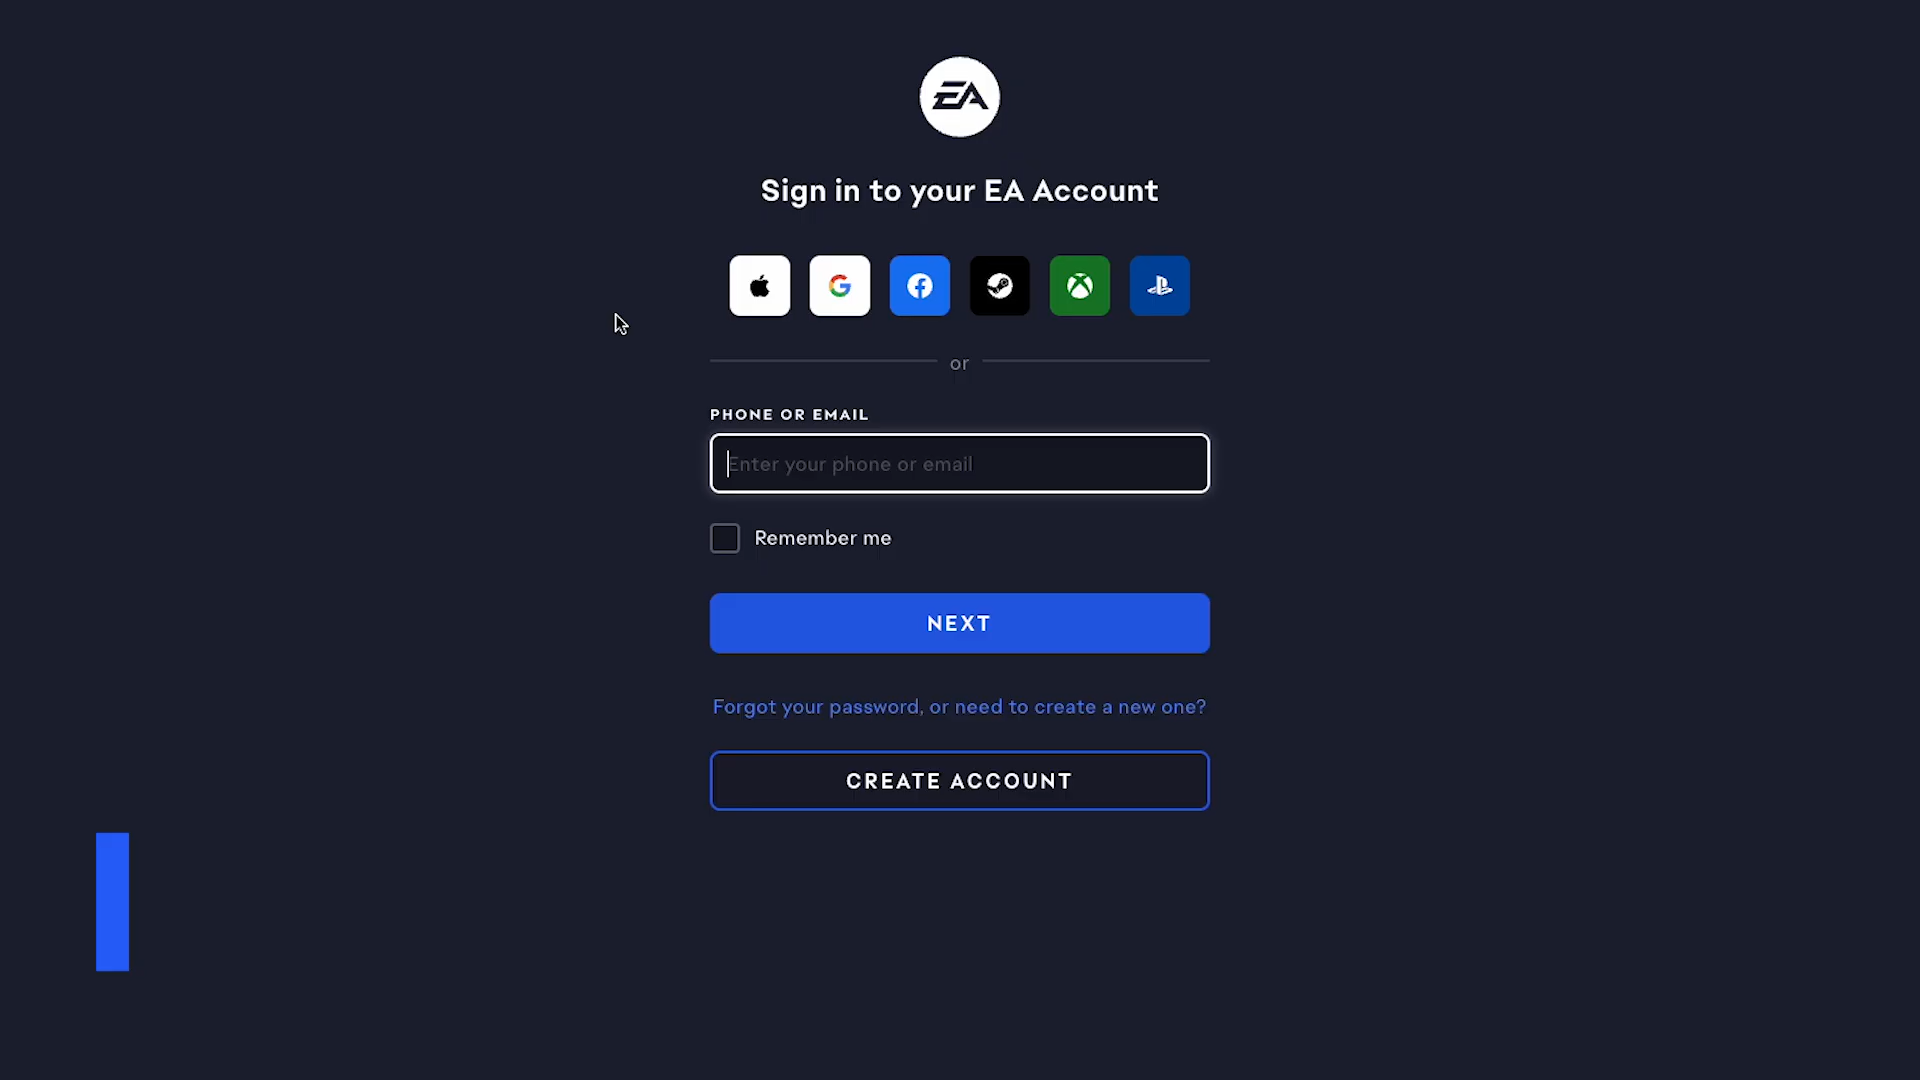 EA
Sign in to your EA Account
or
PHONE OR EMAIL
Enter your phone or email
Remember me
NEXT
Forgot your password, or need to create a new one?
CREATE ACCOUNT